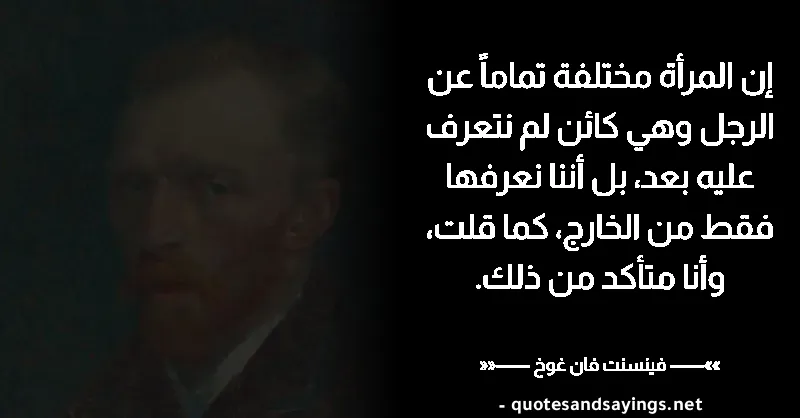 إن المرأة مختلفة تماماً عن
الرجل وهي كائن لم نتعرف
عليه بعد، بل أننا نعرفها
فقط من الخارج، كما قلت،
وأنا متأكد من ذلك.
»—— فينسنت فان غوخ ——««
- quotesandsayings.net